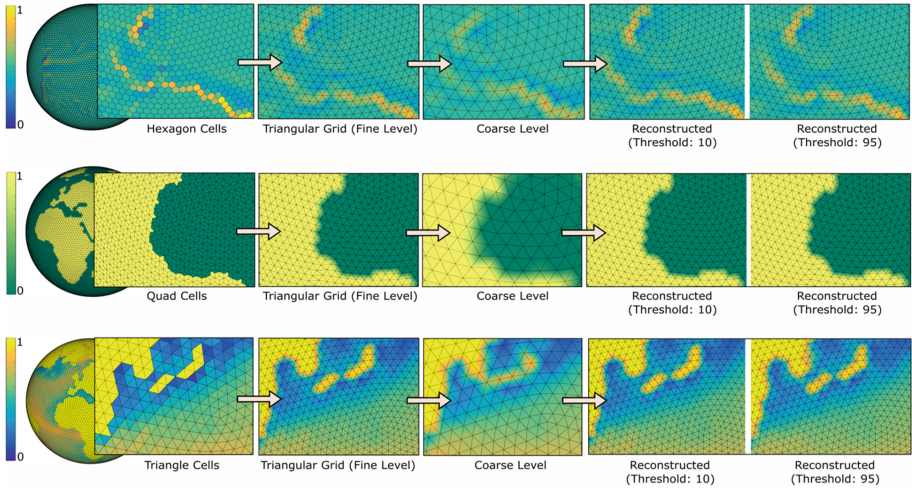 1
0
Hexagon Cells
Triangular Grid (Fine Level)
Coarse Level
Reconstructed
(Threshold: 10)
Reconstructed
(Threshold: 95)
1
0
Quad Cells
Triangular Grid (Fine Level)
Coarse Level
Reconstructed
(Threshold: 10)
Reconstructed
(Threshold: 95)
1
0
Triangle Cells
Triangular Grid (Fine Level)
Coarse Level
Reconstructed
(Threshold: 10)
Reconstructed
(Threshold: 95)